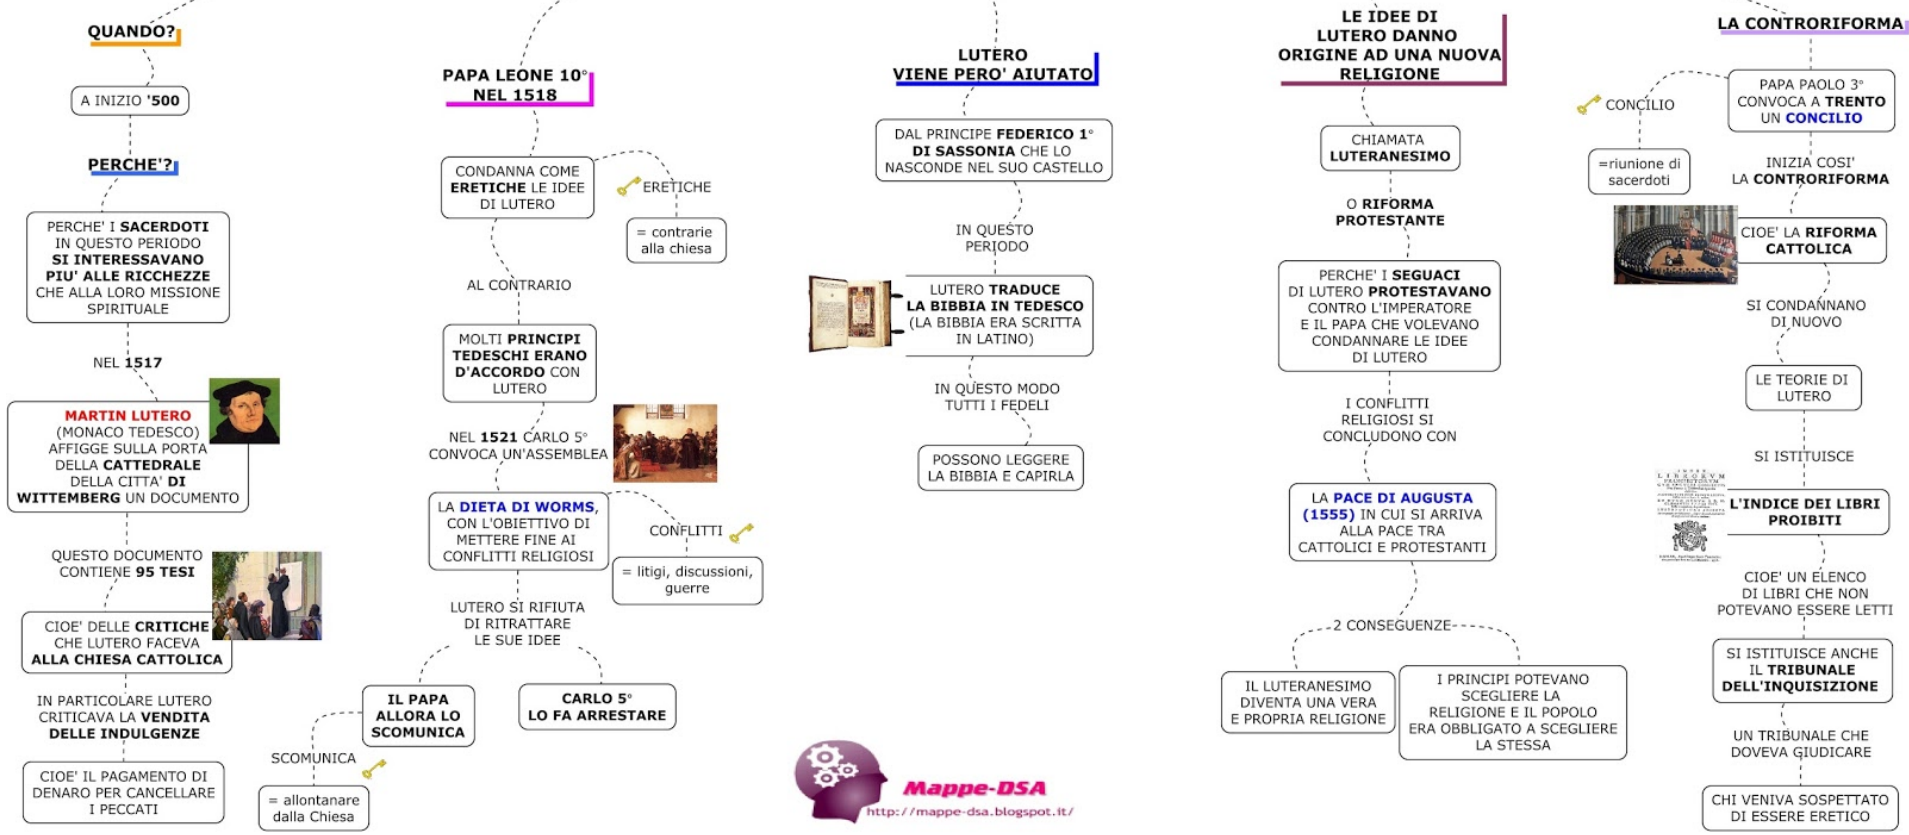 QUANDO?
A INIZIO '500
PERCHE'?
PERCHE' I SACERDOTI
IN QUESTO PERIODO
SI INTERESSAVANO
PIU' ALLE RICCHEZZE
CHE ALLA LORO MISSIONE
SPIRITUALE
NEL 1517
MARTIN LUTERO
(MONACO TEDESCO)
AFFIGGE SULLA PORTA
DELLA CATTEDRALE
DELLA CITTA' DI
WITTEMBERG UN DOCUMENTO
QUESTO DOCUMENTO
CONTIENE 95 TESI
CIOE' DELLE CRITICHE
CHE LUTERO FACEVA
ALLA CHIESA CATTOLICA
IN PARTICOLARE LUTERO
CRITICAVA LA VENDITA
DELLE INDULGENZE
CIOE' IL PAGAMENTO DI
DENARO PER CANCELLARE
I PECCATI
PAPA LEONE 10°
NEL 1518
CONDANNA COME
ERETICHE LE IDEE
DI LUTERO
ERETICHE
= contrarie
alla chiesa
AL CONTRARIO
MOLTI PRINCIPI
TEDESCHI ERANO
D'ACCORDO CON
LUTERO
NEL 1521 CARLO 5°
CONVOCA UN'ASSEMBLEA
LA DIETA DI WORMS,
CON L'OBIETTIVO DI
METTERE FINE AI
CONFLITTI RELIGIOSI
CONFLITTI
= litigi, discussioni,
guerre
LUTERO SI RIFIUTA
DI RITRATTARE
LE SUE IDEE
IL PAPA
ALLORA LO
SCOMUNICA
CARLO 5°
LO FA ARRESTARE
SCOMUNICA
= allontanare
dalla Chiesa
LUTERO
VIENE PERO' AIUTATO
DAL PRINCIPE FEDERICO 1°
DI SASSONIA CHE LO
NASCONDE NEL SUO CASTELLO
IN QUESTO
PERIODO
LUTERO TRADUCE
LA BIBBIA IN TEDESCO
(LA BIBBIA ERA SCRITTA
IN LATINO)
IN QUESTO MODO
TUTTI I FEDELI
POSSONO LEGGERE
LA BIBBIA E CAPIRLA
Mappe-DSA
http://mappe-dsa.blogspot.it/
LE IDEE DI
LUTERO DANNO
ORIGINE AD UNA NUOVA
RELIGIONE
CHIAMATA
LUTERANESIMO
O RIFORMA
PROTESTANTE
PERCHE' I SEGUACI
DI LUTERO PROTESTAVANO
CONTRO L'IMPERATORE
E IL PAPA CHE VOLEVANO
CONDANNARE LE IDEE
DI LUTERO
I CONFLITTI
RELIGIOSI SI
CONCLUDONO CON
LA PACE DI AUGUSTA
(1555) IN CUI SI ARRIVA
ALLA PACE TRA
CATTOLICI E PROTESTANTI
2 CONSEGUENZE
IL LUTERANESIMO
DIVENTA UNA VERA
E PROPRIA RELIGIONE
I PRINCIPI POTEVANO
SCEGLIERE LA
RELIGIONE E IL POPOLO
ERA OBBLIGATO A SCEGLIERE
LA STESSA
LA CONTRORIFORMA
PAPA PAOLO 3°
CONVOCA A TRENTO
UN CONCILIO
CONCILIO
=riunione di
sacerdoti
INIZIA COSI'
LA CONTRORIFORMA
CIOE' LA RIFORMA
CATTOLICA
SI CONDANNANO
DI NUOVO
LE TEORIE DI
LUTERO
SI ISTITUISCE
L'INDICE DEI LIBRI
PROIBITI
CIOE' UN ELENCO
DI LIBRI CHE NON
POTEVANO ESSERE LETTI
SI ISTITUISCE ANCHE
IL TRIBUNALE
DELL'INQUISIZIONE
UN TRIBUNALE CHE
DOVEVA GIUDICARE
CHI VENIVA SOSPETTATO
DI ESSERE ERETICO